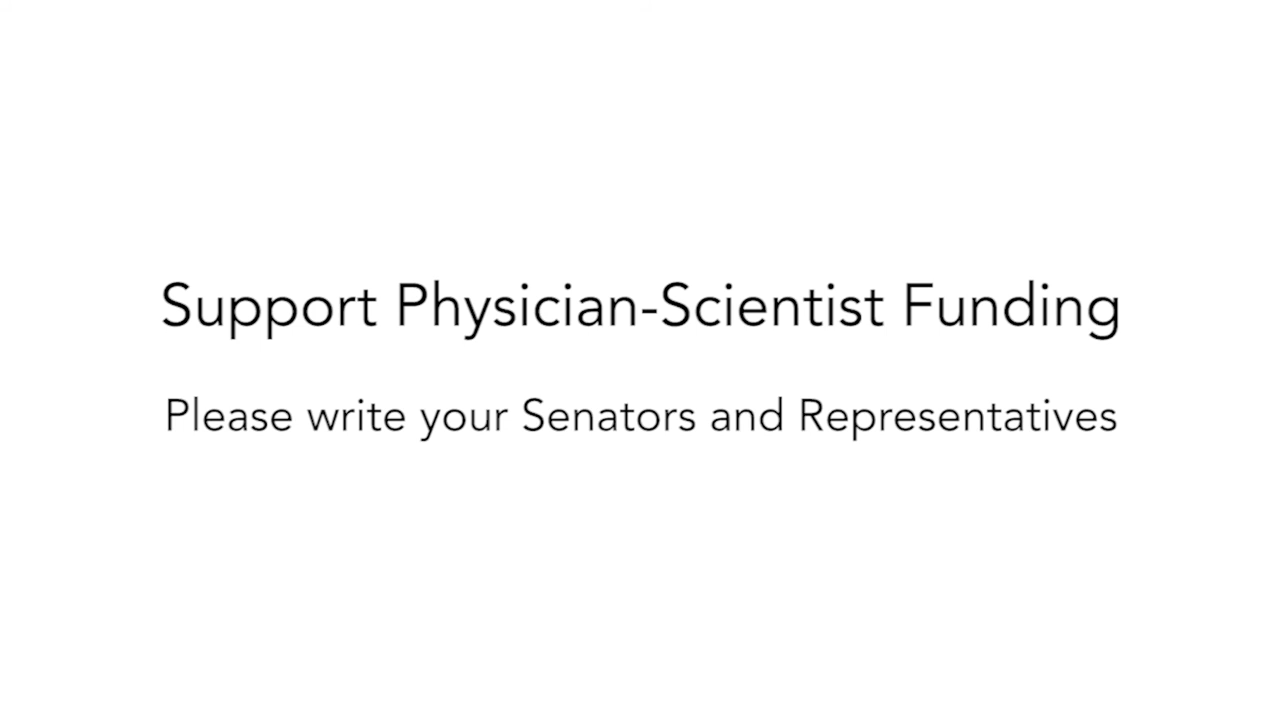 Support Physician-Scientist Funding
Please write your Senators and Representatives